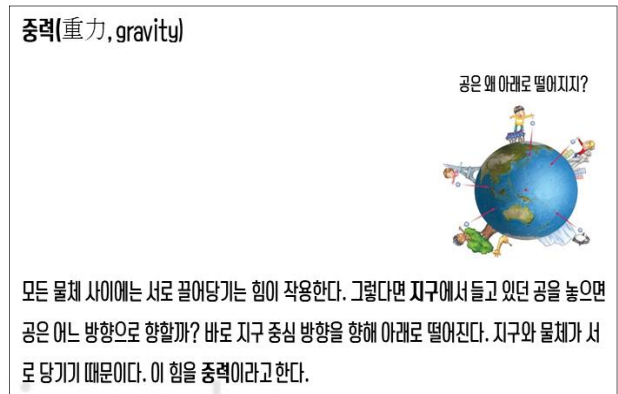 중력(重力, gravity)
공은 왜 아래로 떨어지지?
모든 물체 사이에는 서로 끌어당기는 힘이 작용한다. 그렇다면 지구에서 들고 있던 공을 놓으면
공은 어느 방향으로 향할까? 바로 지구 중심 방향을 향해 아래로 떨어진다. 지구와 물체가 서
로 당기기 때문이다. 이 힘을 중력이라고 한다.